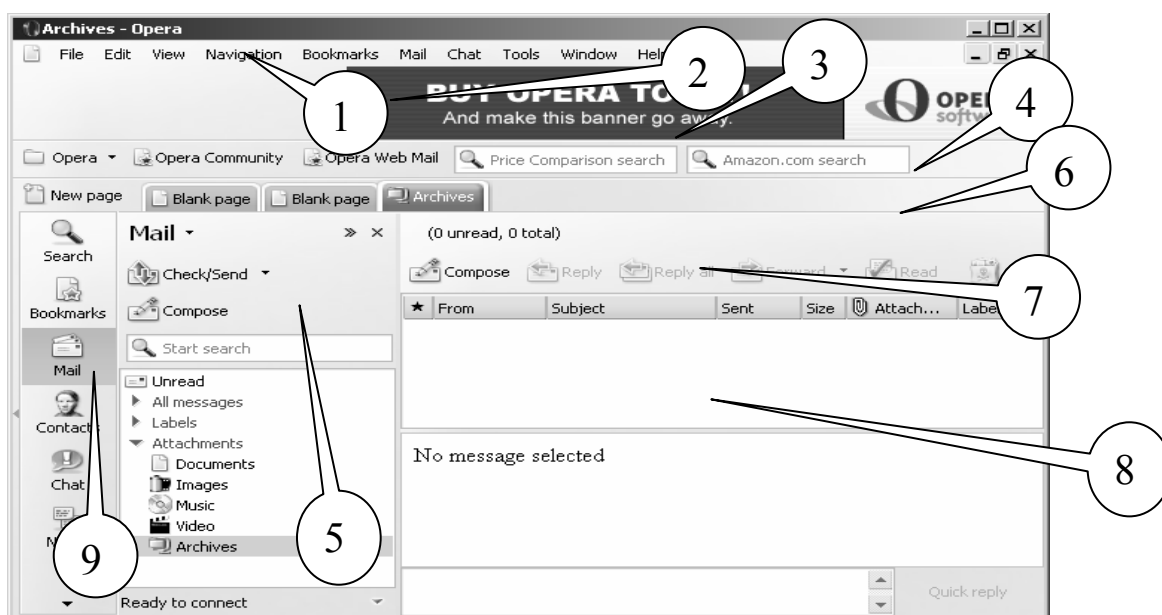 Archives - Opera
File Edit View Navigation Bookmarks Mail Chat Tools Window
1 2 3 4
BUY OPERA
And make this banner go away.
Opera Opera Community Opera Web Mail Price Comparison search Amazon.com search
6
New page Blank page Blank page Archives
Search
Bookmarks
Mail
Contacts
Chat
9
Mail
Check/Send
Compose
Start search
Unread
All messages
Labels
Attachments
Documents
Images
Music
Video
Archives
5
Ready to connect
(0 unread, 0 total)
Compose Reply Reply all Forward Read
7
From Subject Sent Size Attach...
8
No message selected
Quick reply